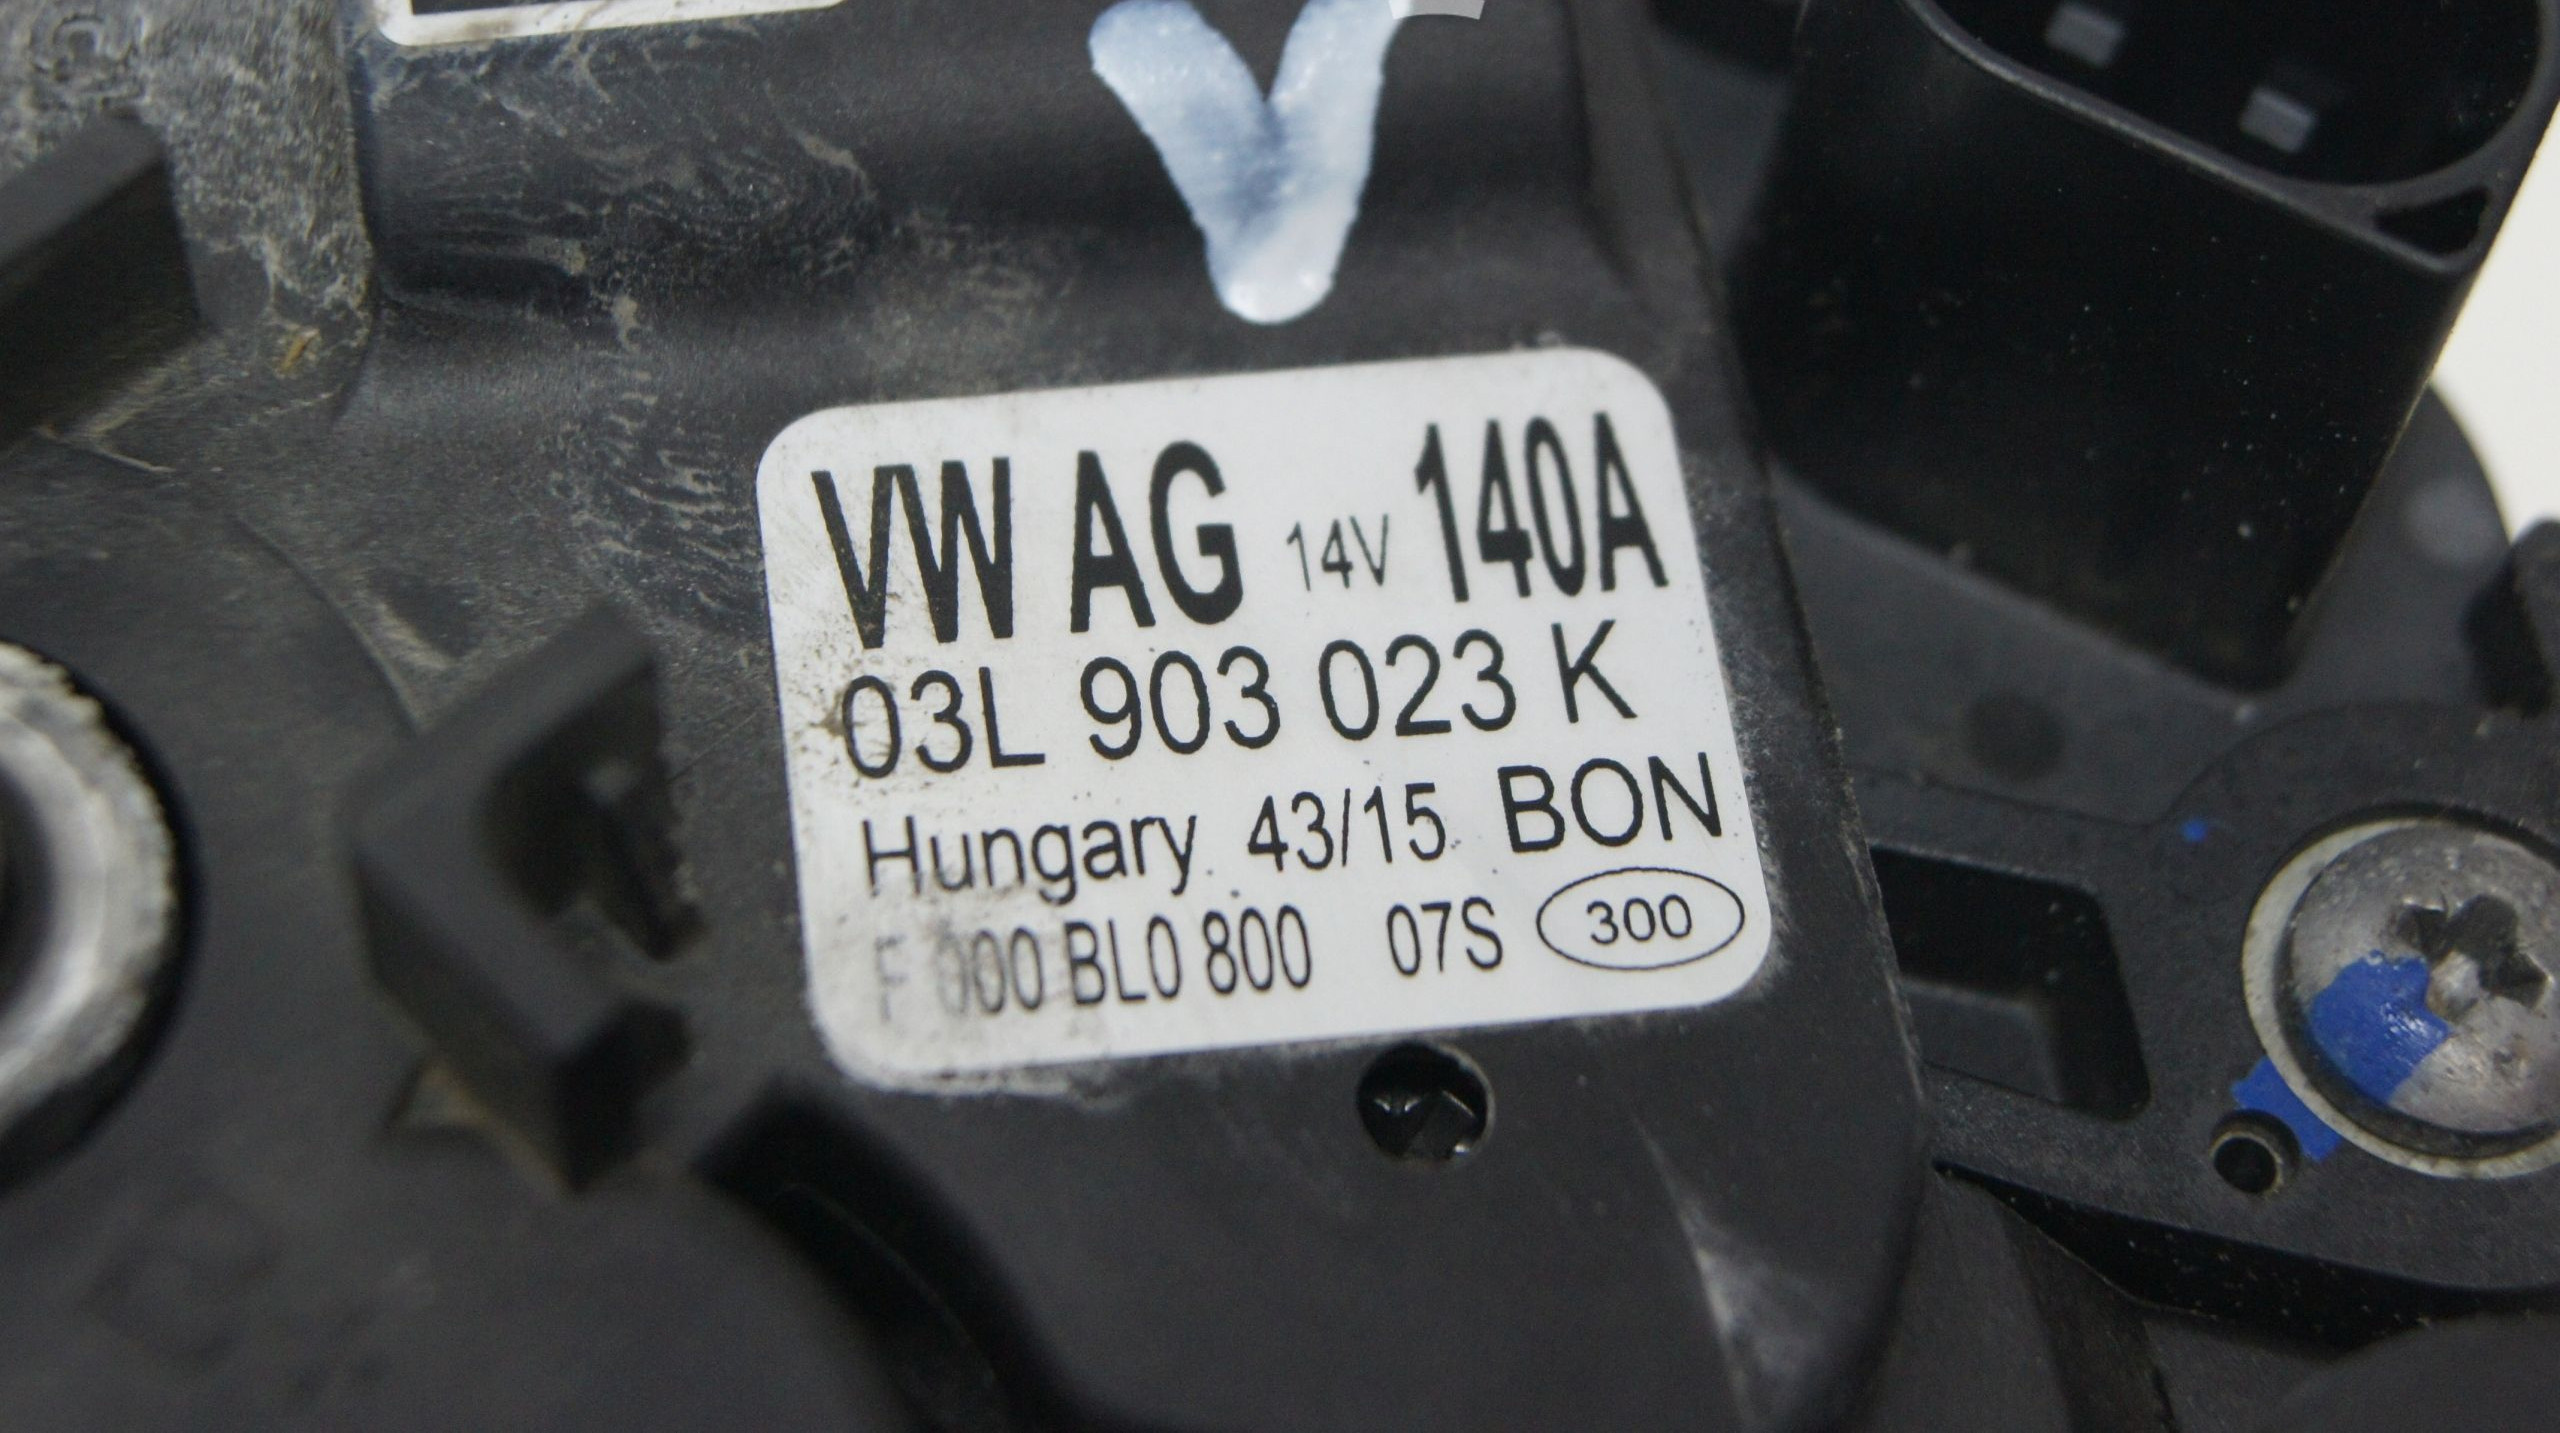 V
VW AG 14V 140A
03L 903 023 K
Hungary 43/15 BON
F 000 BL0 800 07S 300